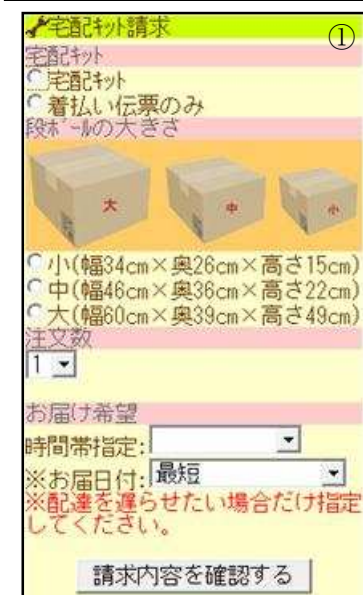 宅配ｷｯﾄ請求
①
宅配ｷｯﾄ
宅配ｷｯﾄ
着払い伝票のみ
段ﾎﾞｰﾙの大きさ
大
中
小
小(幅34cm×奥26cm×高さ15cm)
中(幅46cm×奥36cm×高さ22cm)
大(幅60cm×奥39cm×高さ49cm)
注文数
1
お届け希望
時間帯指定:
※お届日付: 最短
※配達を遅らせたい場合だけ指定
してください。
請求内容を確認する